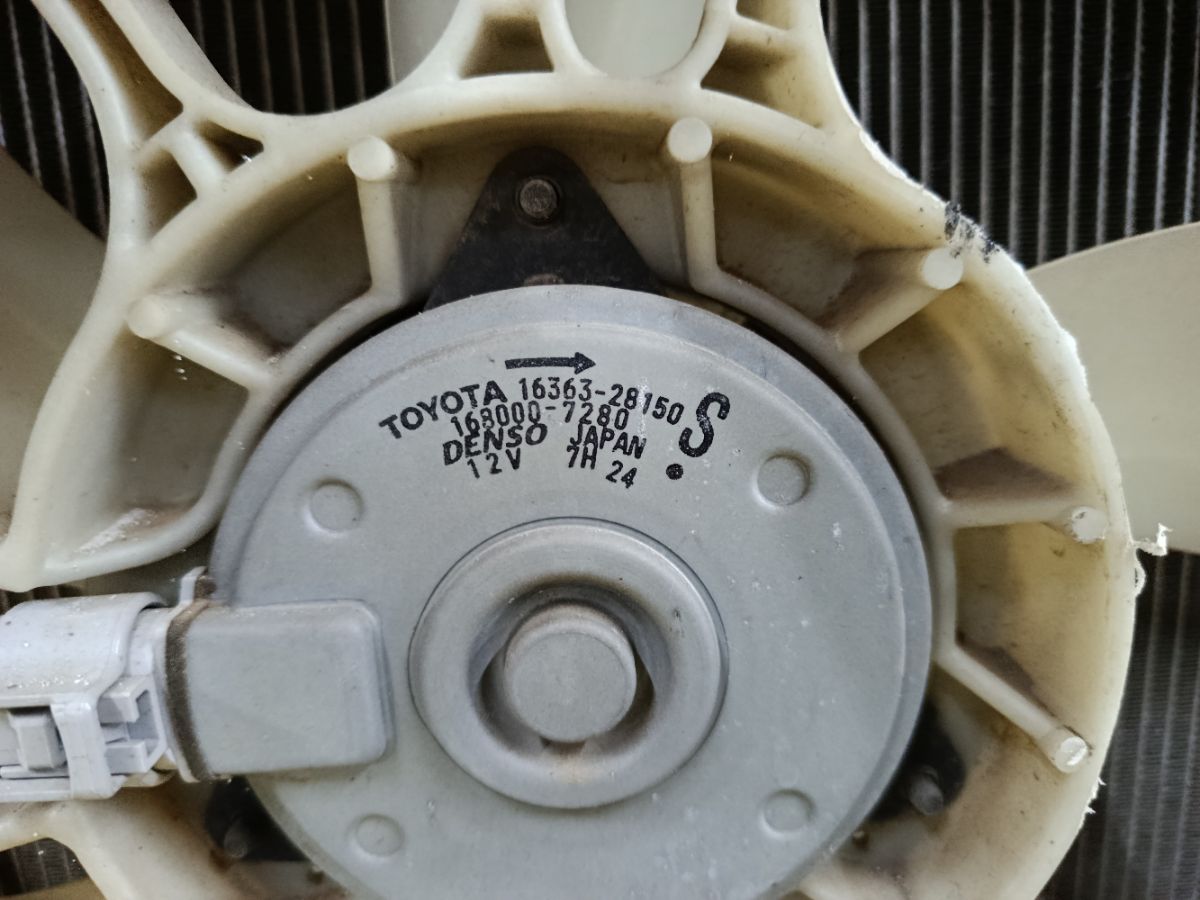 TOYOTA 16363-28150 S
168000-7280
DENSO JAPAN
12V 7H 24